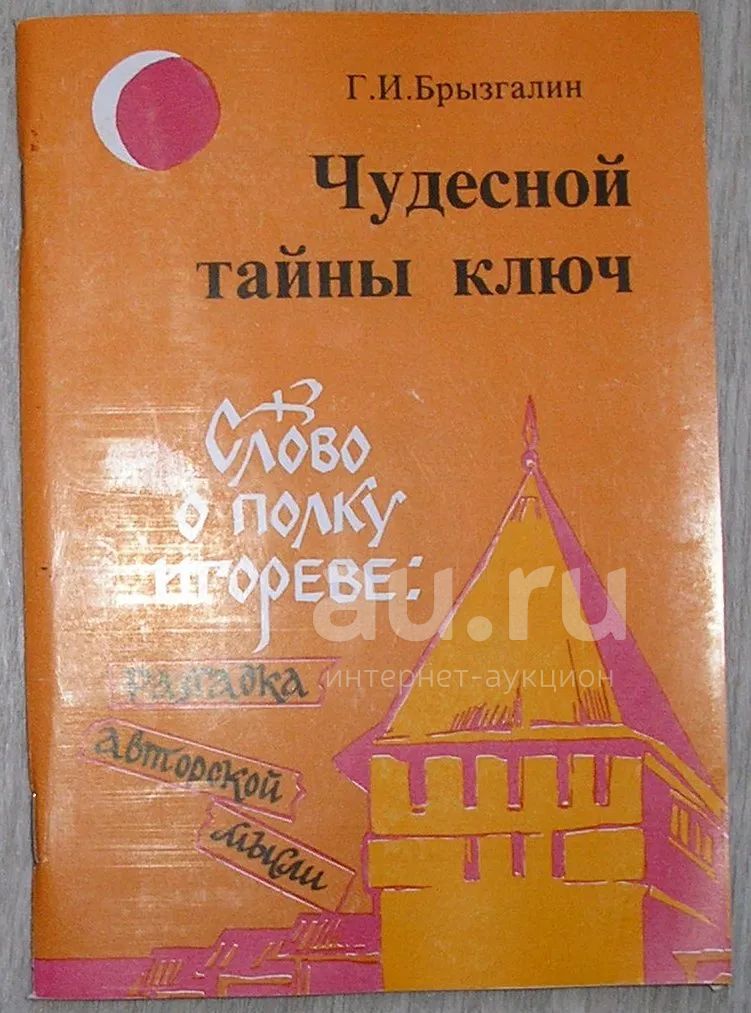 Г.И.Брызгалин
Чудесной
тайны ключ
Слово
о полку
игореве:
разгадка
авторской
мысли
au.ru
интернет-аукцион